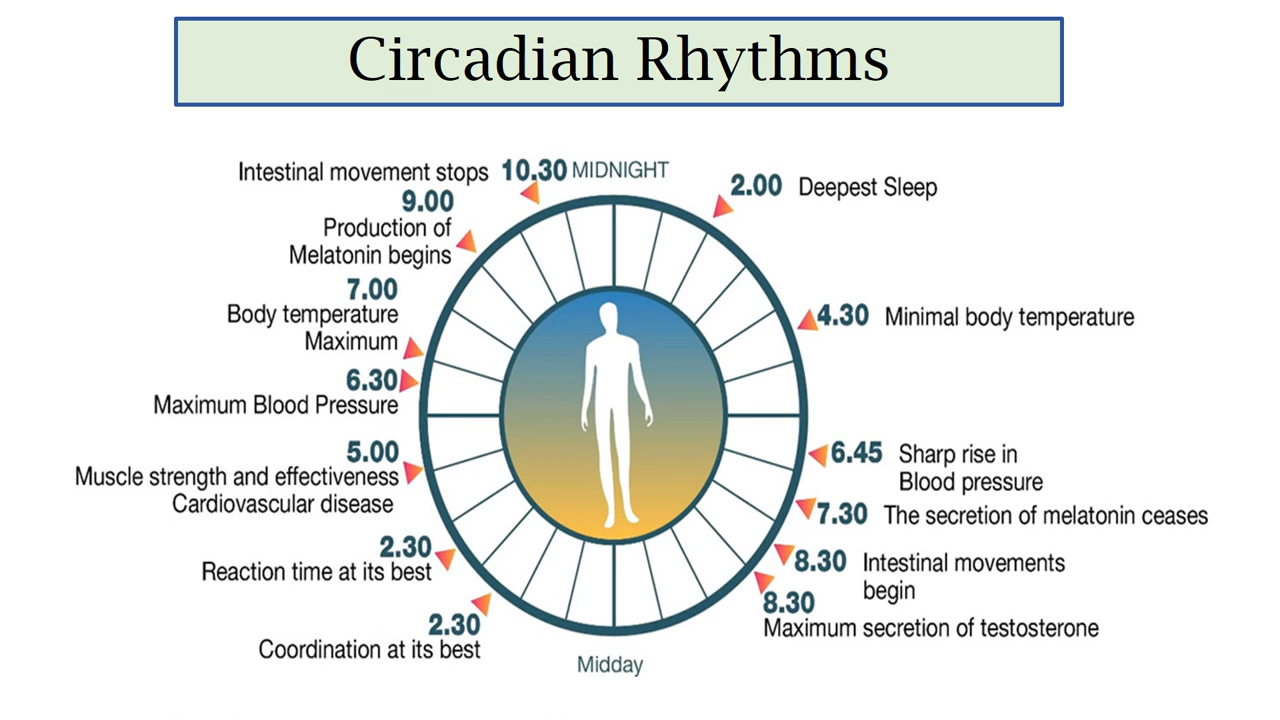 Circadian Rhythms
MIDNIGHT
2.00 Deepest Sleep
4.30 Minimal body temperature
6.45 Sharp rise in
Blood pressure
7.30 The secretion of melatonin ceases
8.30 Intestinal movements
begin
8.30
Maximum secretion of testosterone
Midday
2.30
Coordination at its best
2.30
Reaction time at its best
5.00
Muscle strength and effectiveness
Cardiovascular disease
6.30
Maximum Blood Pressure
7.00
Body temperature
Maximum
9.00
Production of
Melatonin begins
Intestinal movement stops 10.30